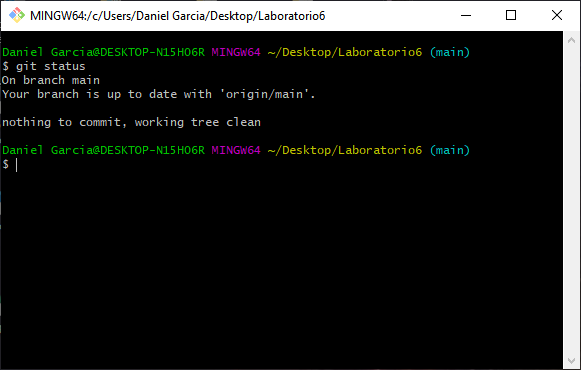 MINGW64:/c/Users/Daniel Garcia/Desktop/Laboratorio6
Daniel Garcia@DESKTOP-N15HO6R MINGW64 ~/Desktop/Laboratorio6 (main)
$ git status
On branch main
Your branch is up to date with 'origin/main'.
nothing to commit, working tree clean
Daniel Garcia@DESKTOP-N15HO6R MINGW64 ~/Desktop/Laboratorio6 (main)
$